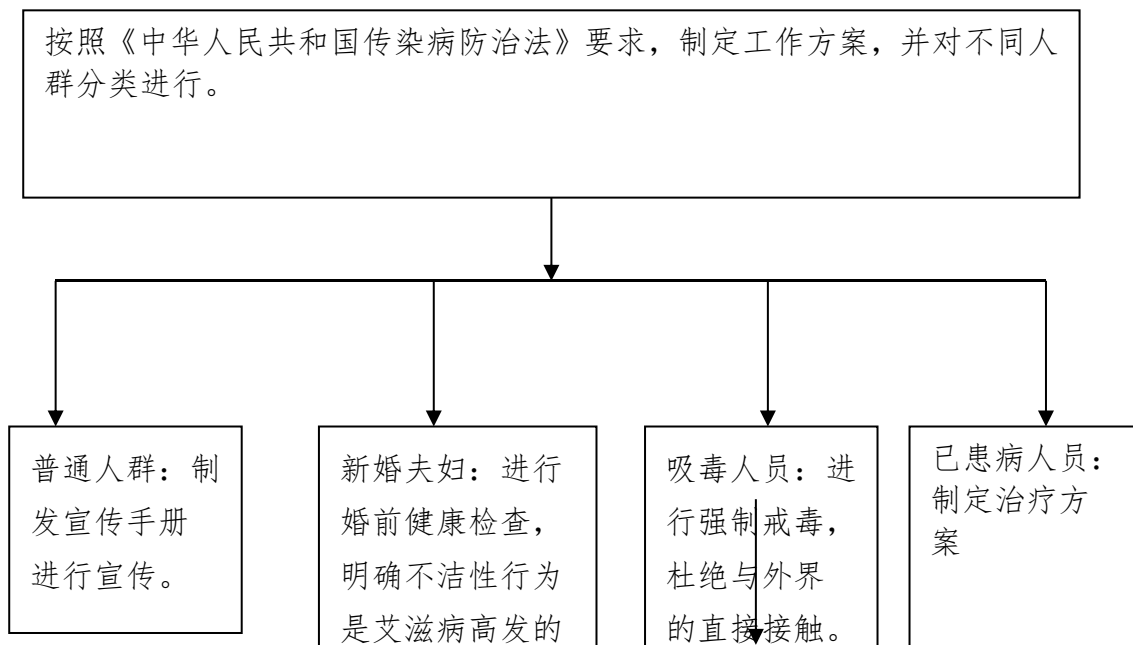 按照《中华人民共和国传染病防治法》要求，制定工作方案，并对不同人
群分类进行。
普通人群：制
发宣传手册
进行宣传。
新婚夫妇：进行
婚前健康检查，
明确不洁性行为
是艾滋病高发的
吸毒人员：进
行强制戒毒，
杜绝与外界
的直接接触。
已患病人员：
制定治疗方
案